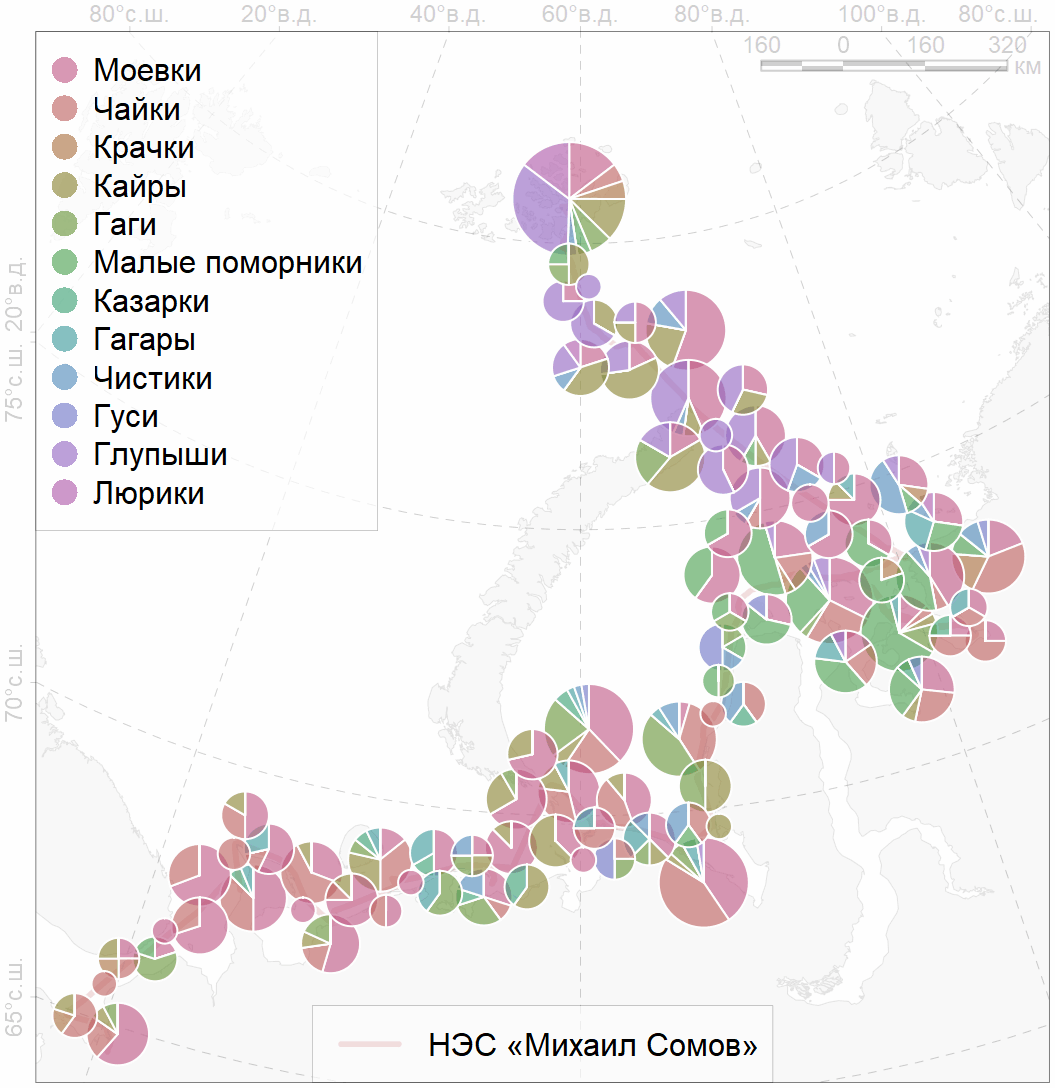 80°с.ш. 20°в.д. 40°в.д. 60°в.д. 80°в.д. 100°в.д. 80°с.ш.
160 0 160 320
км
Моевки
Чайки
Крачки
Кайры
Гаги
Малые поморники
Казарки
Гагары
Чистики
Гуси
Глупыши
Люрики
20°в.д.
75°с.ш.
70°с.ш.
65°с.ш.
НЭС «Михаил Сомов»